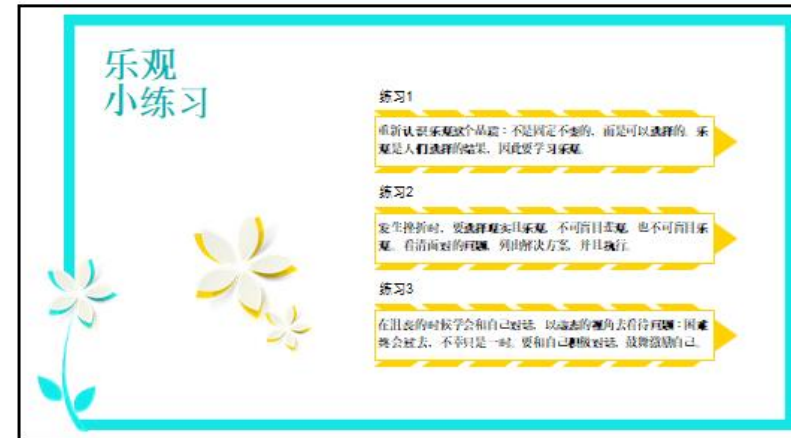 乐观
小练习
练习1
重新认识乐观这个品质：不是固定不变的，而是可以选择的。乐
观是人们选择的结果，因此要学习乐观。
练习2
发生挫折时，要选择现实且乐观，不可盲目悲观，也不可盲目乐
观。看清面对的问题，列出解决方案，并且执行。
练习3
在沮丧的时候学会和自己对话，以动态的视角去看待问题：困难
终会过去，不幸只是一时。要和自己积极对话，鼓舞激励自己。